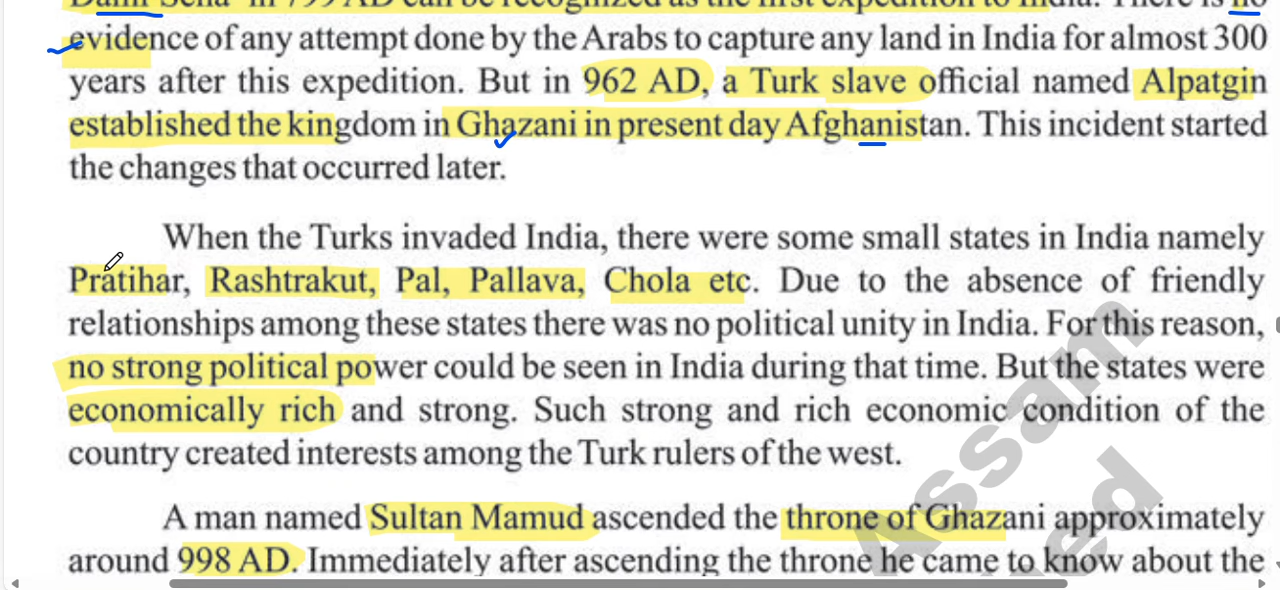 evidence of any attempt done by the Arabs to capture any land in India for almost 300
years after this expedition. But in 962 AD, a Turk slave official named Alpatgin
established the kingdom in Ghazani in present day Afghanistan. This incident started
the changes that occurred later.
When the Turks invaded India, there were some small states in India namely
Pratihar, Rashtrakut, Pal, Pallava, Chola etc. Due to the absence of friendly
relationships among these states there was no political unity in India. For this reason,
no strong political power could be seen in India during that time. But the states were
economically rich and strong. Such strong and rich economic condition of the
country created interests among the Turk rulers of the west.
A man named Sultan Mamud ascended the throne of Ghazani approximately
around 998 AD. Immediately after ascending the throne he came to know about the
Assam